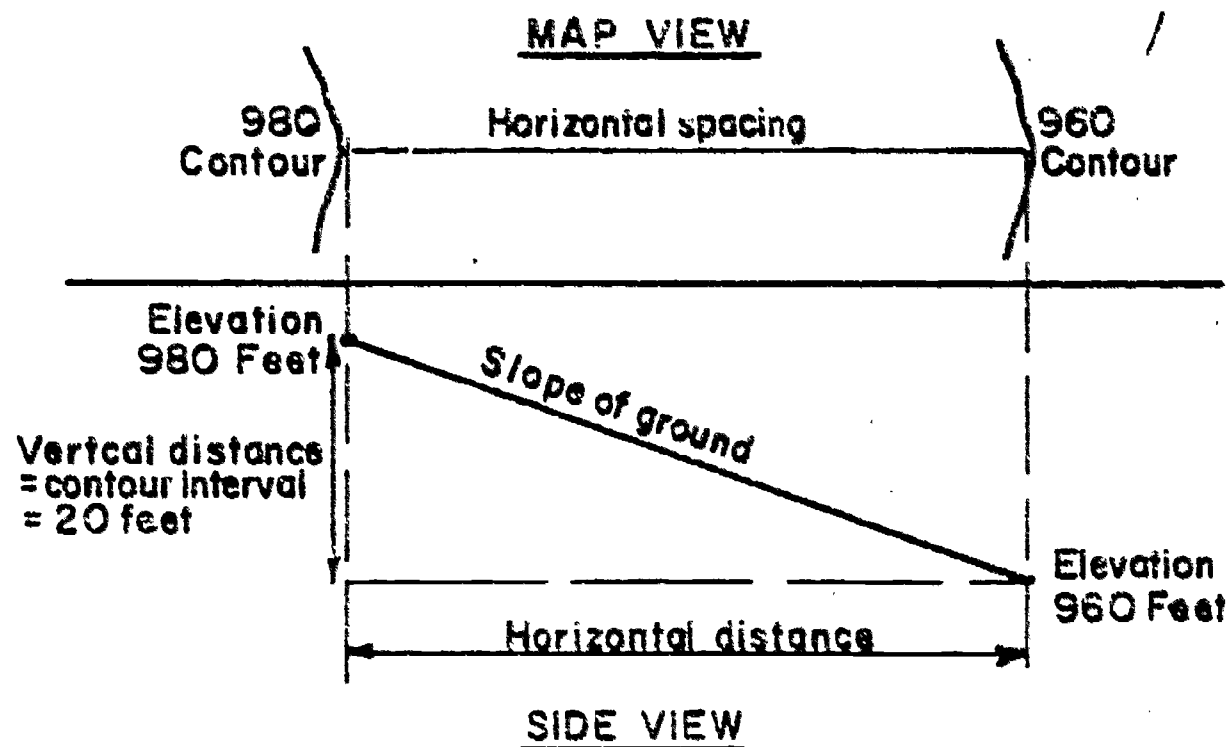 MAP VIEW
980
Contour
Horizontal spacing
960
Contour
Elevation
980 Feet
Slope of ground
Vertcal distance
=contour interval
= 20 feet
Elevation
960 Feet
Horizontal distance
SIDE VIEW